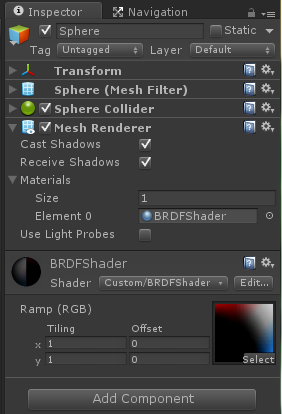 Inspector Navigation
Sphere Static
Tag Untagged Layer Default
Transform
Sphere (Mesh Filter)
Sphere Collider
Mesh Renderer
Cast Shadows
Receive Shadows
Materials
Size 1
Element 0 BRDFShader
Use Light Probes
BRDFShader
Shader Custom/BRDFShader Edit...
Ramp (RGB)
Tiling Offset
x 1 0
y 1 0
Select
Add Component